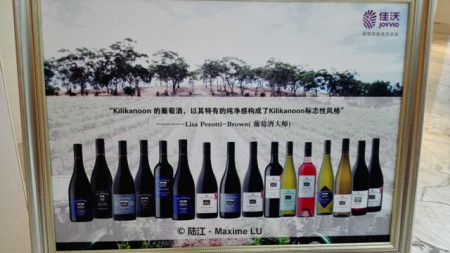 佳沃
JOYVIO
"Kilikanoon 的葡萄酒，以其特有的纯净感构成了Kilikanoon标志性风格"
------Lisa Perotti-Brown( 葡萄酒大师)
© 陆江 - Maxime LU